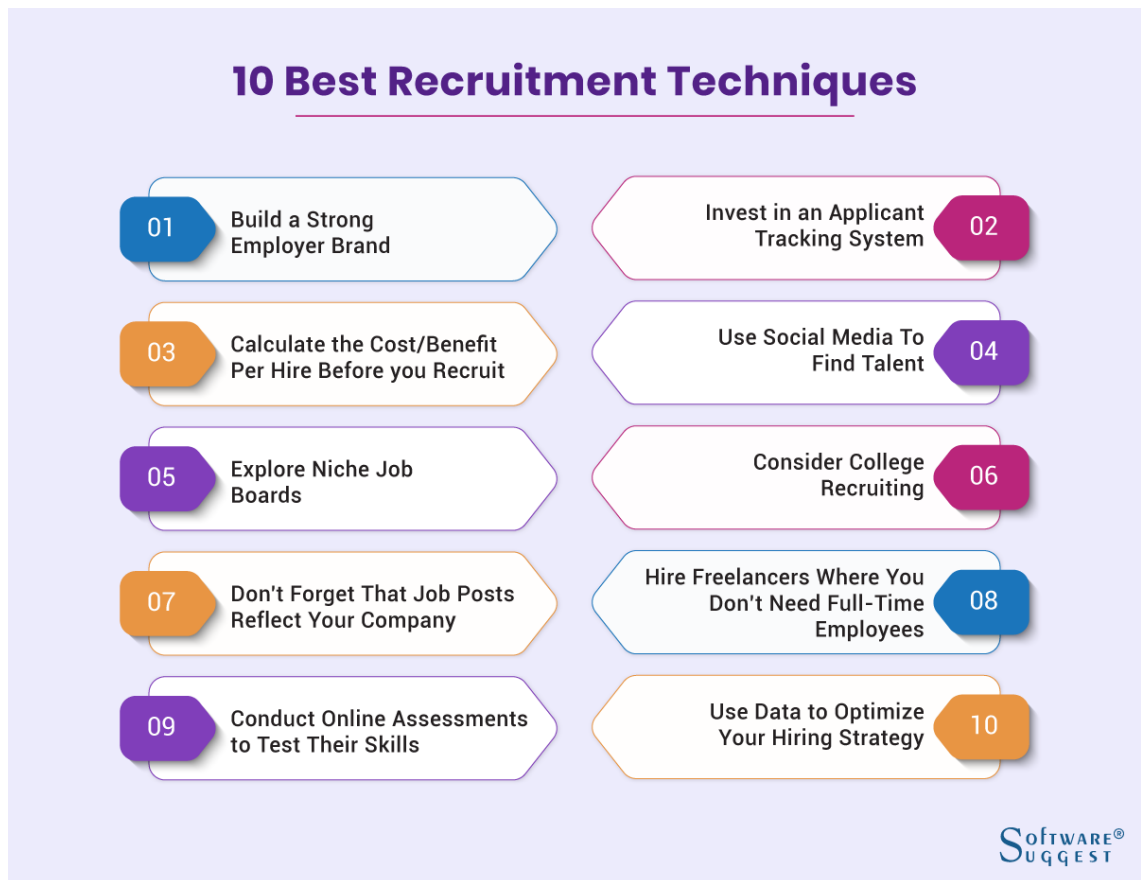 10 Best Recruitment Techniques
01
Build a Strong
Employer Brand
Invest in an Applicant
Tracking System
02
03
Calculate the Cost/Benefit
Per Hire Before you Recruit
Use Social Media To
Find Talent
04
05
Explore Niche Job
Boards
Consider College
Recruiting
06
07
Don't Forget That Job Posts
Reflect Your Company
Hire Freelancers Where You
Don't Need Full-Time
Employees
08
09
Conduct Online Assessments
to Test Their Skills
Use Data to Optimize
Your Hiring Strategy
10
Software®
Suggest